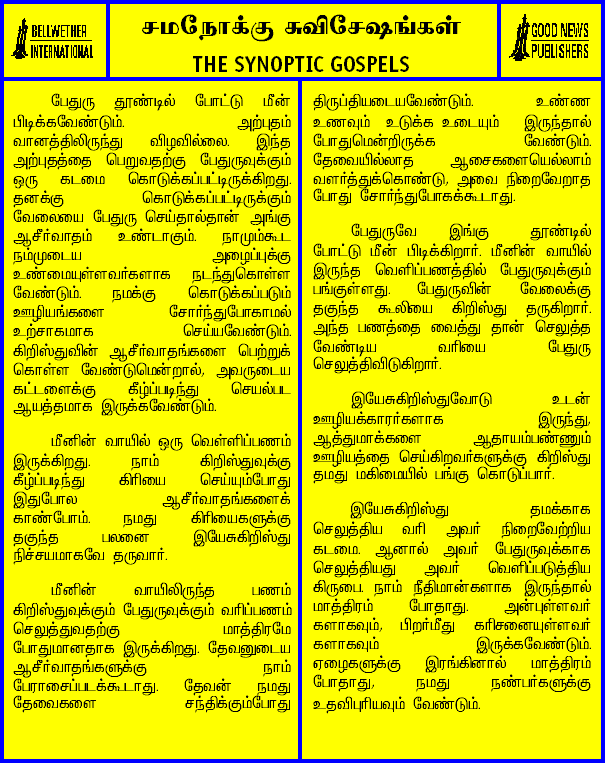 BELLWETHER
INTERNATIONAL
சமநோக்கு சுவிசேஷங்கள்
THE SYNOPTIC GOSPELS
GOOD NEWS
PUBLISHERS
பேதுரு தூண்டில் போட்டு மீன்
பிடிக்கவேண்டும். அற்புதம்
வானத்திலிருந்து விழவில்லை. இந்த
அற்புதத்தை பெறுவதற்கு பேதுருவுக்கும்
ஒரு கடமை கொடுக்கப்பட்டிருக்கிறது.
தனக்கு கொடுக்கப்பட்டிருக்கும்
வேலையை பேதுரு செய்தால்தான் அங்கு
ஆசீர்வாதம் உண்டாகும். நாமும்கூட
நம்முடைய அழைப்புக்கு
உண்மையுள்ளவர்களாக நடந்துகொள்ள
வேண்டும். நமக்கு கொடுக்கப்படும்
ஊழியங்களை சோர்ந்துபோகாமல்
உற்சாகமாக செய்யவேண்டும்.
கிறிஸ்துவின் ஆசீர்வாதங்களை பெற்றுக்
கொள்ள வேண்டுமென்றால், அவருடைய
கட்டளைக்கு கீழ்ப்படிந்து செயல்பட
ஆயத்தமாக இருக்கவேண்டும்.
மீனின் வாயில் ஒரு வெள்ளிப்பணம்
இருக்கிறது. நாம் கிறிஸ்துவுக்கு
கீழ்ப்படிந்து கிரியை செய்யும்போது
இதுபோல ஆசீர்வாதங்களைக்
காண்போம். நமது கிரியைகளுக்கு
தகுந்த பலனை இயேசுகிறிஸ்து
நிச்சயமாகவே தருவார்.
மீனின் வாயிலிருந்த பணம்
கிறிஸ்துவுக்கும் பேதுருவுக்கும் வரிப்பணம்
செலுத்துவதற்கு மாத்திரமே
போதுமானதாக இருக்கிறது. தேவனுடைய
ஆசீர்வாதங்களுக்கு நாம்
பேராசைப்படக்கூடாது. தேவன் நமது
தேவைகளை சந்திக்கும்போது
திருப்தியடையவேண்டும். உண்ண
உணவும் உடுக்க உடையும் இருந்தால்
போதுமென்றிருக்க வேண்டும்.
தேவையில்லாத ஆசைகளையெல்லாம்
வளர்த்துக்கொண்டு, அவை நிறைவேறாத
போது சோர்ந்துபோகக்கூடாது.
பேதுருவே இங்கு தூண்டில்
போட்டு மீன் பிடிக்கிறார். மீனின் வாயில்
இருந்த வெளிப்பணத்தில் பேதுருவுக்கும்
பங்குள்ளது. பேதுருவின் வேலைக்கு
தகுந்த கூலியை கிறிஸ்து தருகிறார்.
அந்த பணத்தை வைத்து தான் செலுத்த
வேண்டிய வரியை பேதுரு
செலுத்திவிடுகிறார்.
இயேசுகிறிஸ்துவோடு உடன்
ஊழியக்காரர்களாக இருந்து,
ஆத்துமாக்களை ஆதாயம்பண்ணும்
ஊழியத்தை செய்கிறவர்களுக்கு கிறிஸ்து
தமது மகிமையில் பங்கு கொடுப்பார்.
இயேசுகிறிஸ்து தமக்காக
செலுத்திய வரி அவர் நிறைவேற்றிய
கடமை. ஆனால் அவர் பேதுருவுக்காக
செலுத்தியது அவர் வெளிப்படுத்திய
கிருபை. நாம் நீதிமான்களாக இருந்தால்
மாத்திரம் போதாது. அன்புள்ளவர்
களாகவும், பிறர்மீது கரிசனையுள்ளவர்
களாகவும் இருக்கவேண்டும்.
ஏழைகளுக்கு இரங்கினால் மாத்திரம்
போதாது, நமது நண்பர்களுக்கு
உதவிபுரியவும் வேண்டும்.